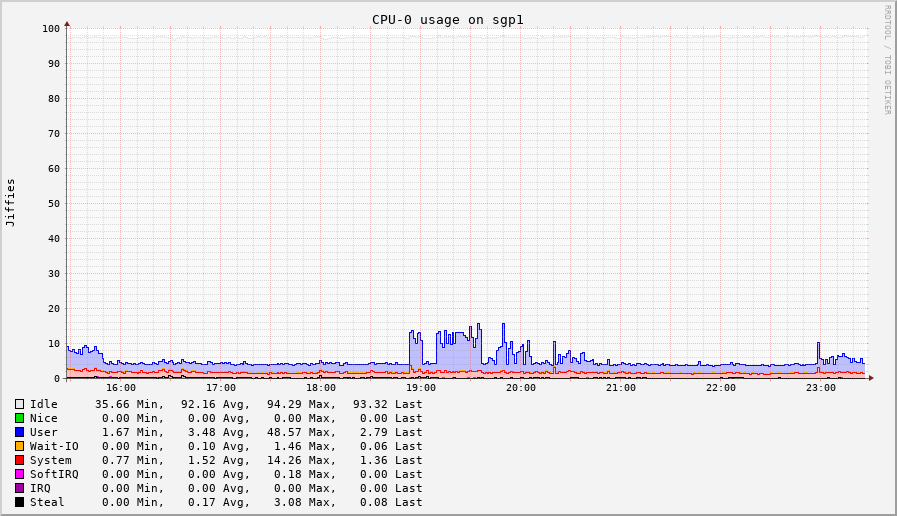 CPU-0 usage on sgp1
RRDTOOL / TOBI OETIKER
Jiffies
100
90
80
70
60
50
40
30
20
10
0
16:00 17:00 18:00 19:00 20:00 21:00 22:00 23:00
Idle 35.66 Min, 92.16 Avg, 94.29 Max, 93.32 Last
Nice 0.00 Min, 0.00 Avg, 0.00 Max, 0.00 Last
User 1.67 Min, 3.48 Avg, 48.57 Max, 2.79 Last
Wait-IO 0.00 Min, 0.10 Avg, 1.46 Max, 0.06 Last
System 0.77 Min, 1.52 Avg, 14.26 Max, 1.36 Last
SoftIRQ 0.00 Min, 0.00 Avg, 0.18 Max, 0.00 Last
IRQ 0.00 Min, 0.00 Avg, 0.00 Max, 0.00 Last
Steal 0.00 Min, 0.17 Avg, 3.08 Max, 0.08 Last